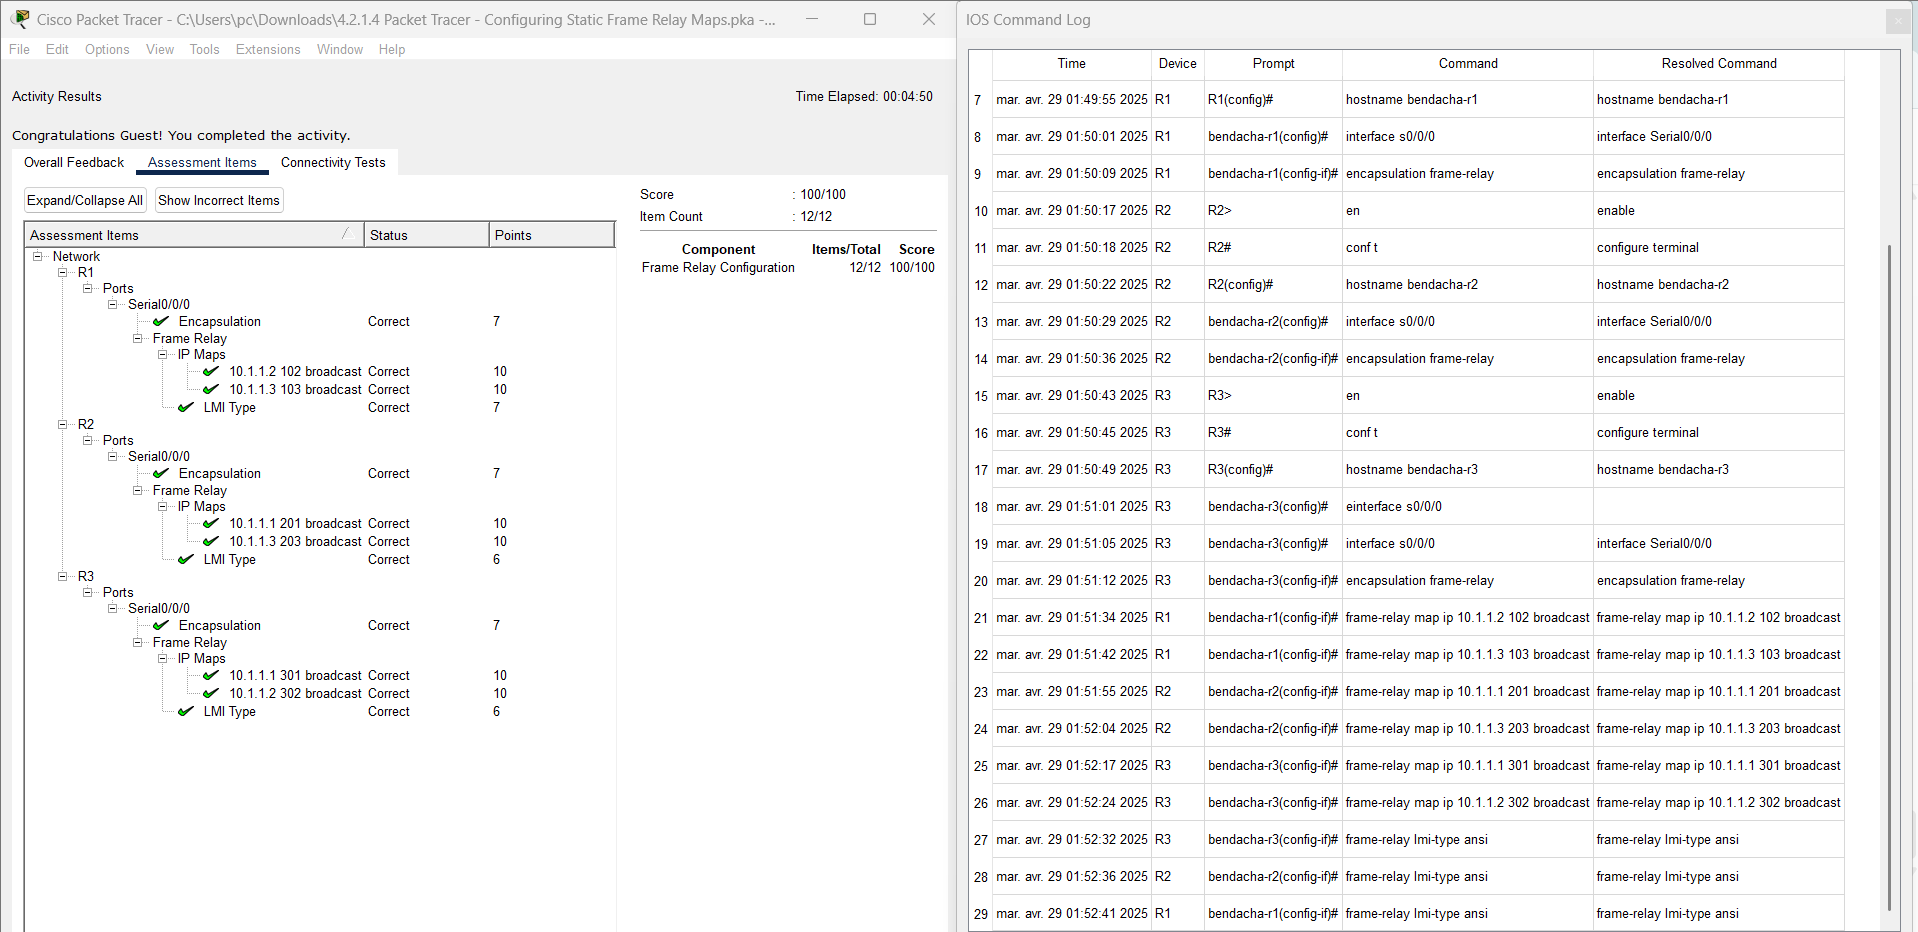 Cisco Packet Tracer - C:\Users\pc\Downloads\4.2.1.4 Packet Tracer - Configuring Static Frame Relay Maps.pka -...
File Edit Options View Tools Extensions Window Help
Activity Results
Time Elapsed: 00:04:50
Congratulations Guest! You completed the activity.
Overall Feedback Assessment Items Connectivity Tests
Expand/Collapse All Show Incorrect Items
Assessment Items Status Points
Network
R1
Ports
Serial0/0/0
Encapsulation Correct 7
Frame Relay
IP Maps
10.1.1.2 102 broadcast Correct 10
10.1.1.3 103 broadcast Correct 10
LMI Type Correct 7
R2
Ports
Serial0/0/0
Encapsulation Correct 7
Frame Relay
IP Maps
10.1.1.1 201 broadcast Correct 10
10.1.1.3 203 broadcast Correct 10
LMI Type Correct 6
R3
Ports
Serial0/0/0
Encapsulation Correct 7
Frame Relay
IP Maps
10.1.1.1 301 broadcast Correct 10
10.1.1.2 302 broadcast Correct 10
LMI Type Correct 6
Score : 100/100
Item Count : 12/12
Component Items/Total Score
Frame Relay Configuration 12/12 100/100
IOS Command Log
Time Device Prompt Command Resolved Command
7 mar. avr. 29 01:49:55 2025 R1 R1(config)# hostname bendacha-r1 hostname bendacha-r1
8 mar. avr. 29 01:50:01 2025 R1 bendacha-r1(config)# interface s0/0/0 interface Serial0/0/0
9 mar. avr. 29 01:50:09 2025 R1 bendacha-r1(config-if)# encapsulation frame-relay encapsulation frame-relay
10 mar. avr. 29 01:50:17 2025 R2 R2> en enable
11 mar. avr. 29 01:50:18 2025 R2 R2# conf t configure terminal
12 mar. avr. 29 01:50:22 2025 R2 R2(config)# hostname bendacha-r2 hostname bendacha-r2
13 mar. avr. 29 01:50:29 2025 R2 bendacha-r2(config)# interface s0/0/0 interface Serial0/0/0
14 mar. avr. 29 01:50:36 2025 R2 bendacha-r2(config-if)# encapsulation frame-relay encapsulation frame-relay
15 mar. avr. 29 01:50:43 2025 R3 R3> en enable
16 mar. avr. 29 01:50:45 2025 R3 R3# conf t configure terminal
17 mar. avr. 29 01:50:49 2025 R3 R3(config)# hostname bendacha-r3 hostname bendacha-r3
18 mar. avr. 29 01:51:01 2025 R3 bendacha-r3(config)# einterface s0/0/0
19 mar. avr. 29 01:51:05 2025 R3 bendacha-r3(config)# interface s0/0/0 interface Serial0/0/0
20 mar. avr. 29 01:51:12 2025 R3 bendacha-r3(config-if)# encapsulation frame-relay encapsulation frame-relay
21 mar. avr. 29 01:51:34 2025 R1 bendacha-r1(config-if)# frame-relay map ip 10.1.1.2 102 broadcast frame-relay map ip 10.1.1.2 102 broadcast
22 mar. avr. 29 01:51:42 2025 R1 bendacha-r1(config-if)# frame-relay map ip 10.1.1.3 103 broadcast frame-relay map ip 10.1.1.3 103 broadcast
23 mar. avr. 29 01:51:55 2025 R2 bendacha-r2(config-if)# frame-relay map ip 10.1.1.1 201 broadcast frame-relay map ip 10.1.1.1 201 broadcast
24 mar. avr. 29 01:52:04 2025 R2 bendacha-r2(config-if)# frame-relay map ip 10.1.1.3 203 broadcast frame-relay map ip 10.1.1.3 203 broadcast
25 mar. avr. 29 01:52:17 2025 R3 bendacha-r3(config-if)# frame-relay map ip 10.1.1.1 301 broadcast frame-relay map ip 10.1.1.1 301 broadcast
26 mar. avr. 29 01:52:24 2025 R3 bendacha-r3(config-if)# frame-relay map ip 10.1.1.2 302 broadcast frame-relay map ip 10.1.1.2 302 broadcast
27 mar. avr. 29 01:52:32 2025 R3 bendacha-r3(config-if)# frame-relay lmi-type ansi frame-relay lmi-type ansi
28 mar. avr. 29 01:52:36 2025 R2 bendacha-r2(config-if)# frame-relay lmi-type ansi frame-relay lmi-type ansi
29 mar. avr. 29 01:52:41 2025 R1 bendacha-r1(config-if)# frame-relay lmi-type ansi frame-relay lmi-type ansi